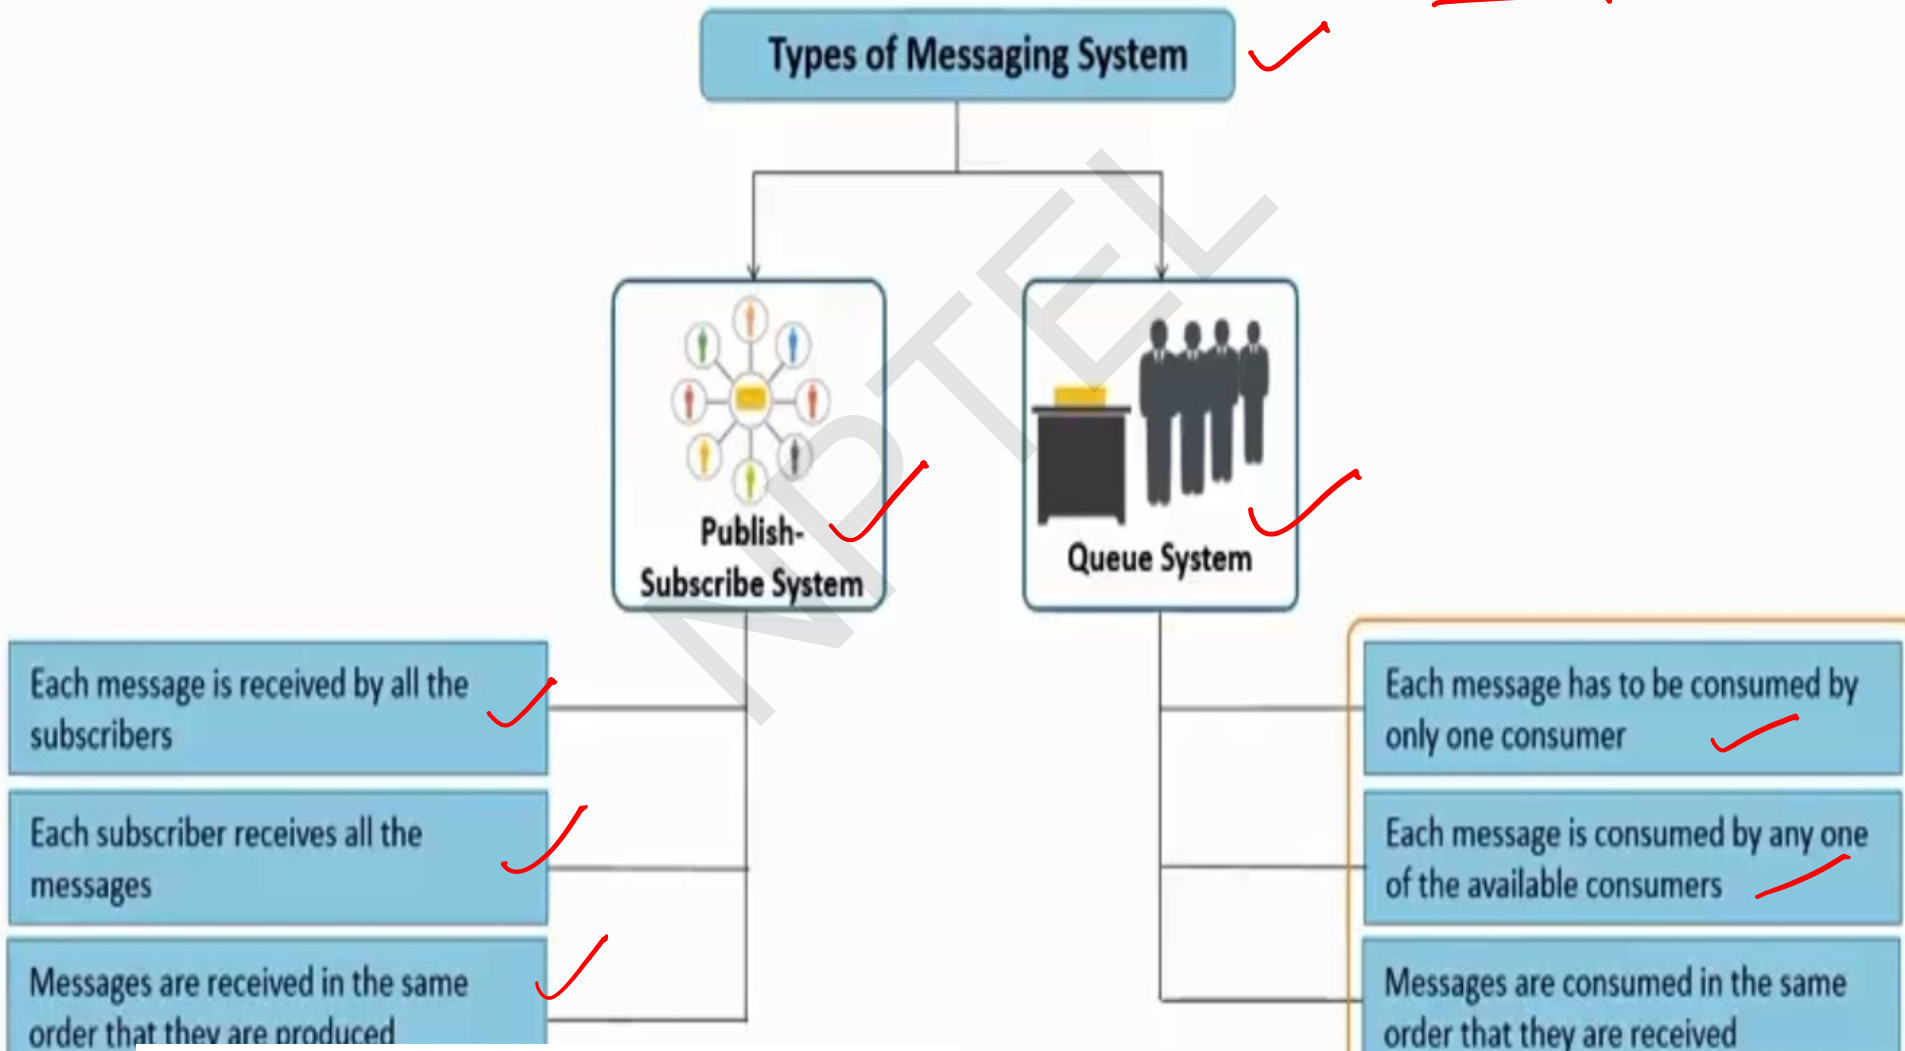 Types of Messaging System
NPTEL
Publish-
Subscribe System
Queue System
Each message is received by all the
subscribers
Each subscriber receives all the
messages
Messages are received in the same
order that they are produced
Each message has to be consumed by
only one consumer
Each message is consumed by any one
of the available consumers
Messages are consumed in the same
order that they are received